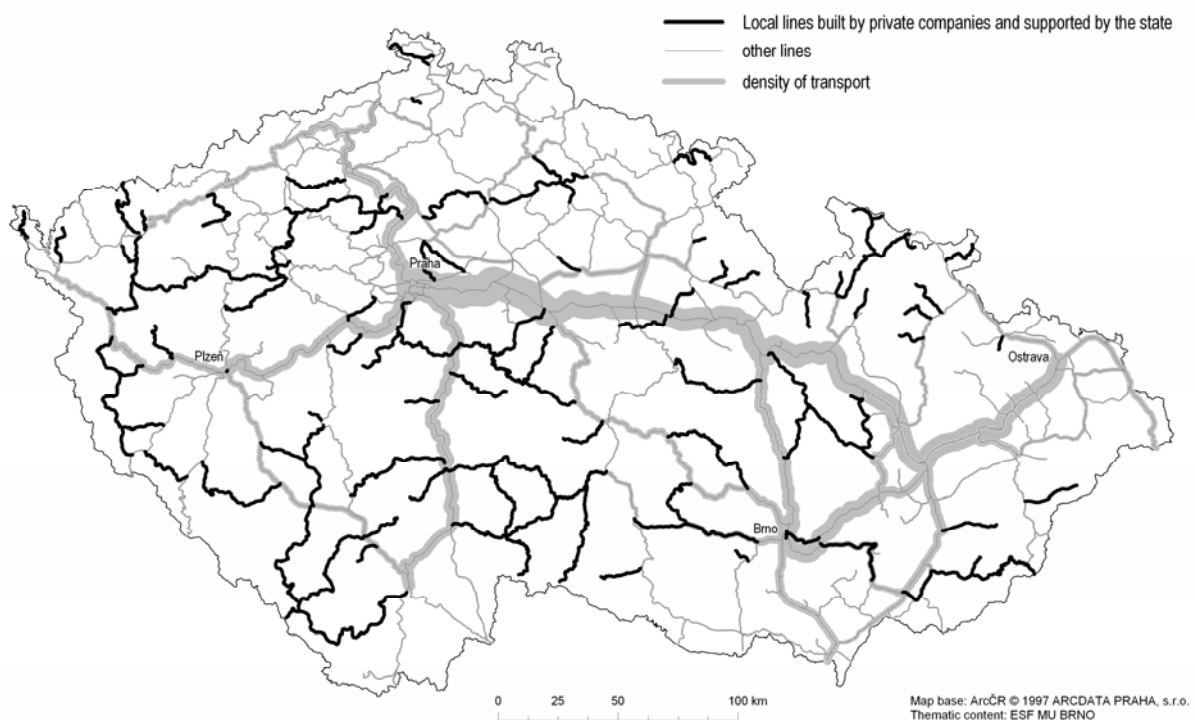 Local lines built by private companies and supported by the state
other lines
density of transport
Praha
Plzeň
Ostrava
Brno
0 25 50 100 km
Map base: ArcČR © 1997 ARCDATA PRAHA, s.r.o.
Thematic content: ESF MU BRNO